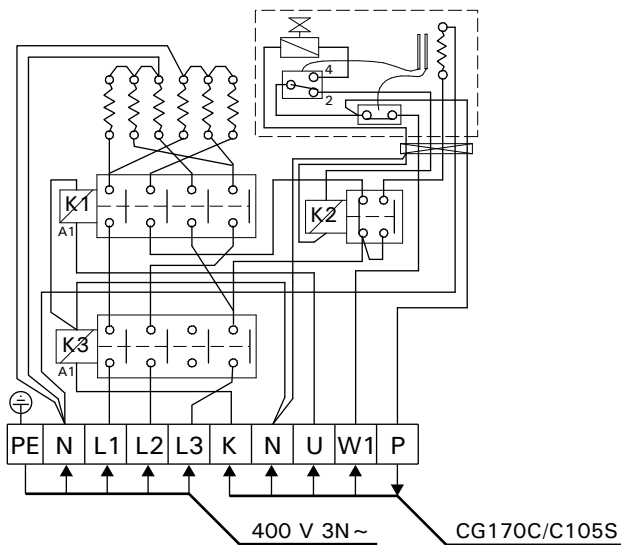 4
2
K1
A1
K2
K3
A1
PE N L1 L2 L3 K N U W1 P
400 V 3N~
CG170C/C105S